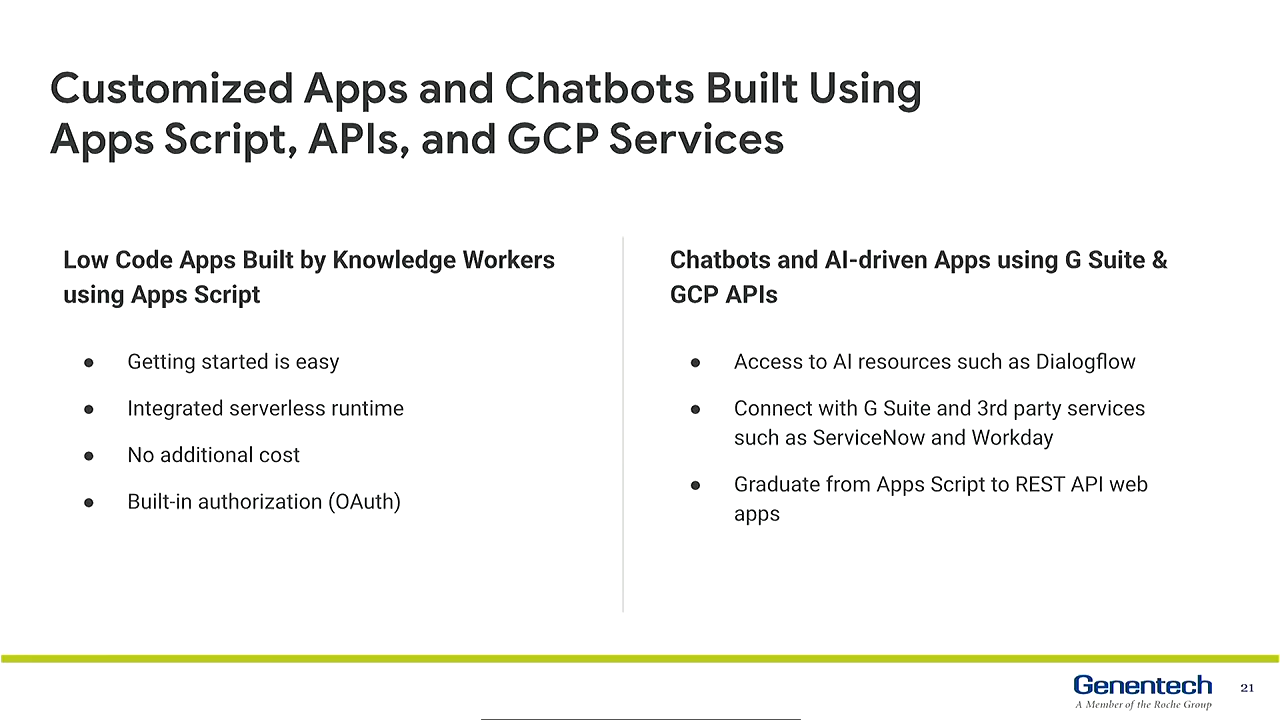 Customized Apps and Chatbots Built Using
Apps Script, APIs, and GCP Services
Low Code Apps Built by Knowledge Workers
using Apps Script
● Getting started is easy
● Integrated serverless runtime
● No additional cost
● Built-in authorization (OAuth)
Chatbots and AI-driven Apps using G Suite &
GCP APIs
● Access to AI resources such as Dialogflow
● Connect with G Suite and 3rd party services
such as ServiceNow and Workday
● Graduate from Apps Script to REST API web
apps
Genentech
A Member of the Roche Group
21